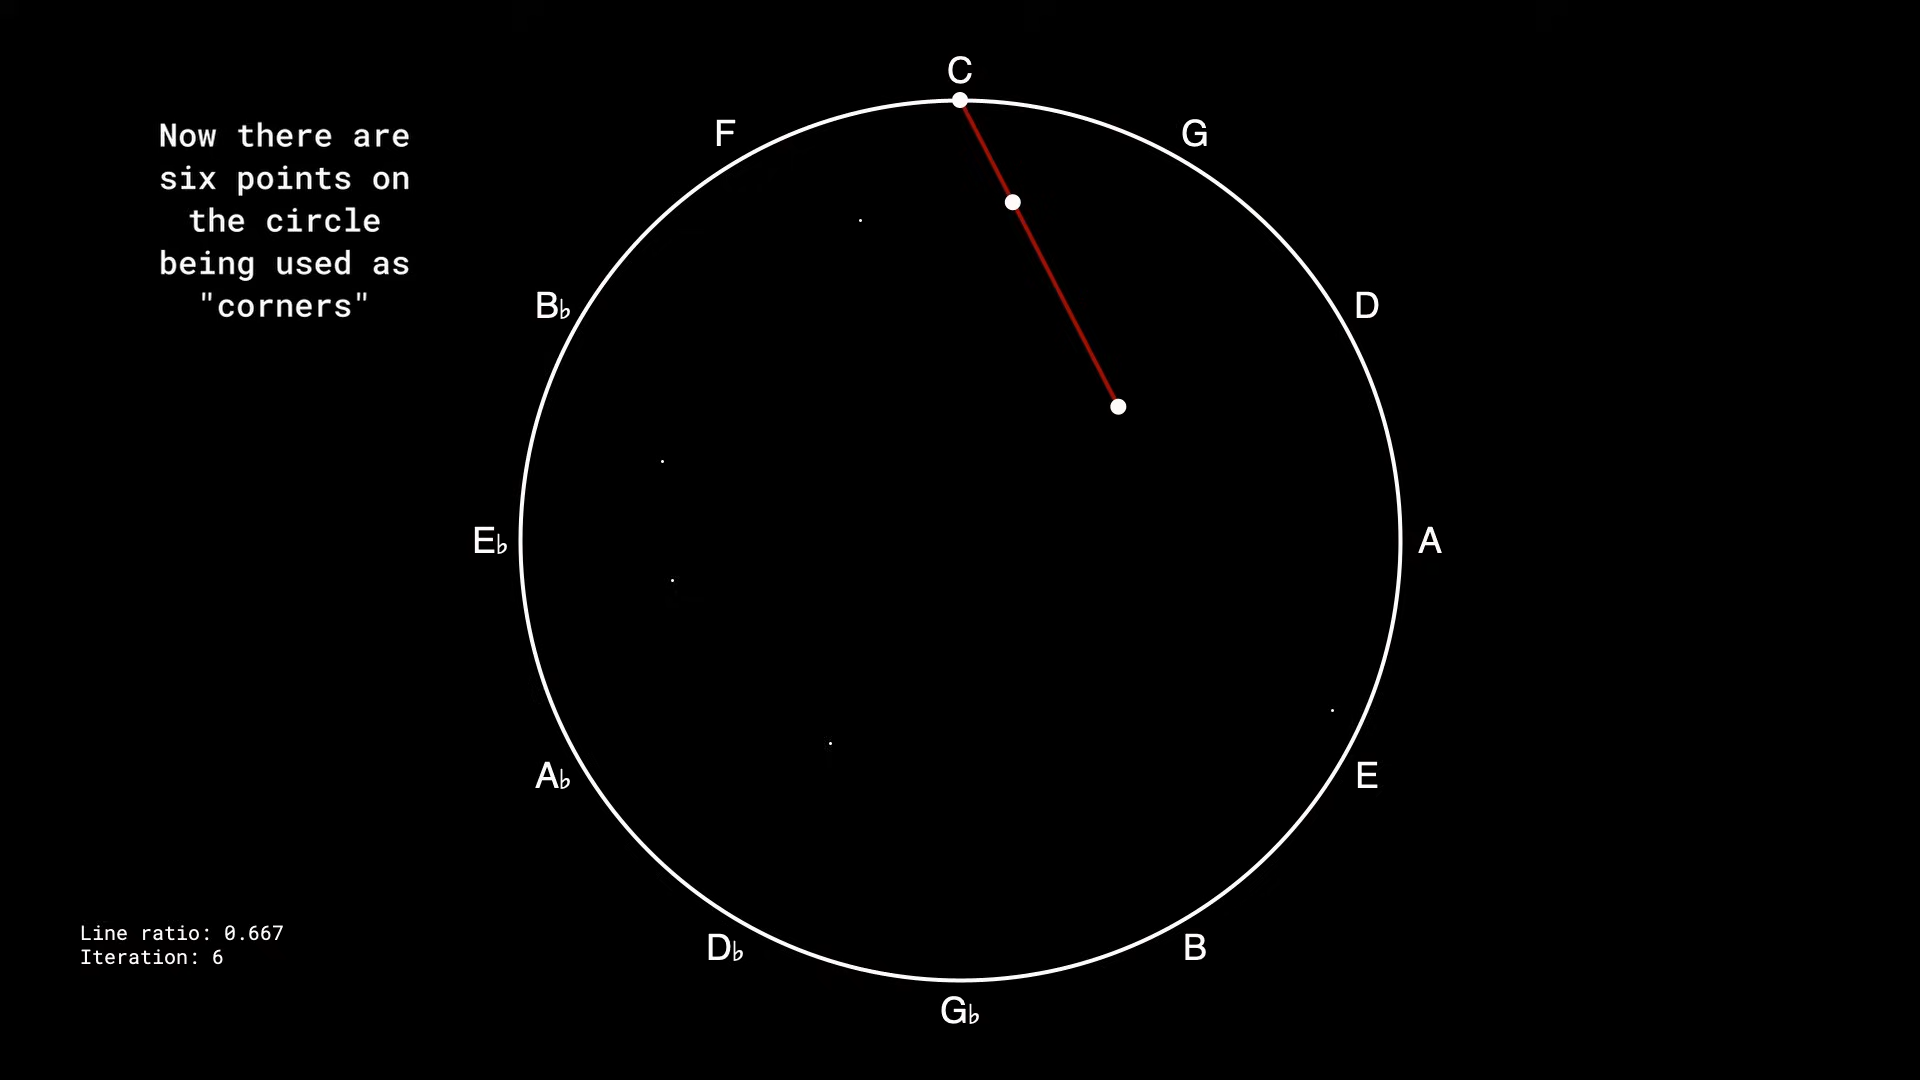 Now there are
six points on
the circle
being used as
"corners"
C
F
G
B♭
D
E♭
A
A♭
E
D♭
B
G♭
Line ratio: 0.667
Iteration: 6